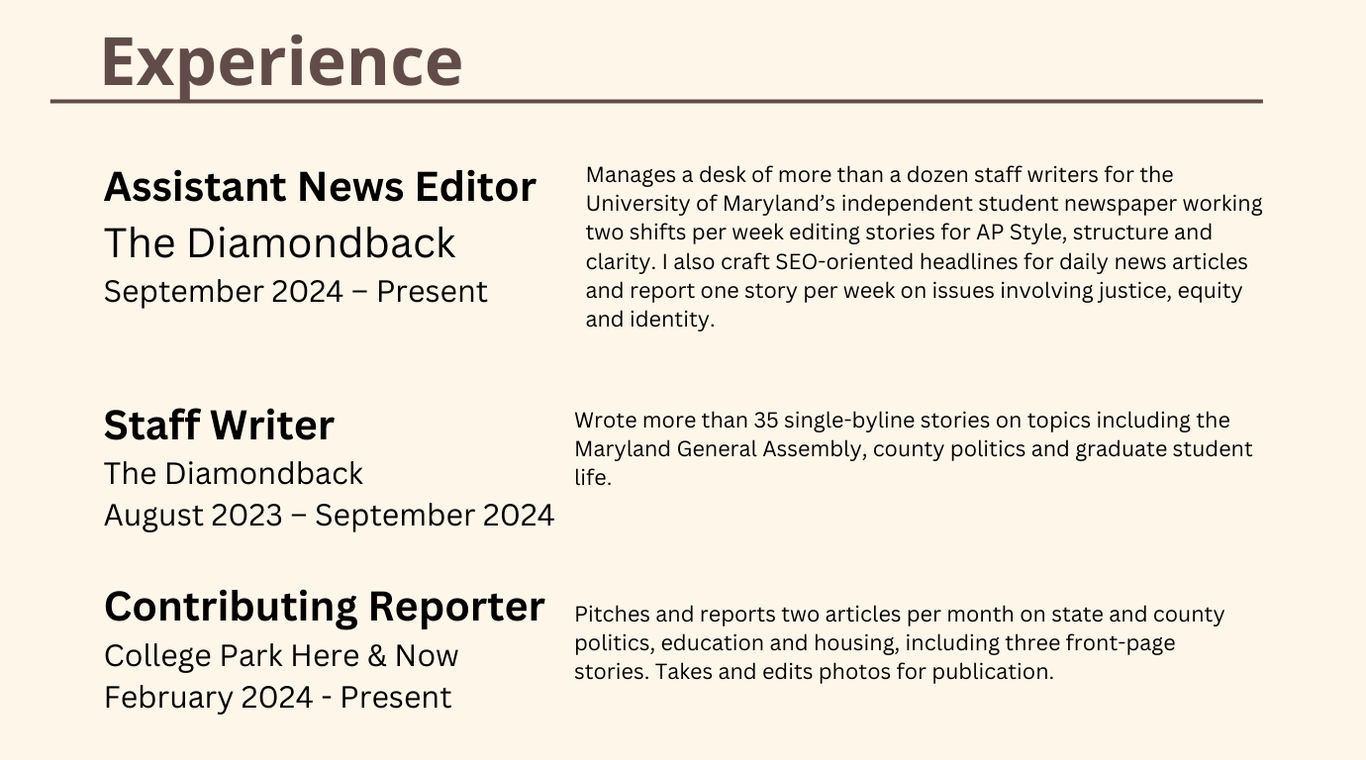 Experience
Assistant News Editor
The Diamondback
September 2024 – Present
Manages a desk of more than a dozen staff writers for the
University of Maryland’s independent student newspaper working
two shifts per week editing stories for AP Style, structure and
clarity. I also craft SEO-oriented headlines for daily news articles
and report one story per week on issues involving justice, equity
and identity.
Staff Writer
The Diamondback
August 2023 – September 2024
Wrote more than 35 single-byline stories on topics including the
Maryland General Assembly, county politics and graduate student
life.
Contributing Reporter
College Park Here & Now
February 2024 - Present
Pitches and reports two articles per month on state and county
politics, education and housing, including three front-page
stories. Takes and edits photos for publication.